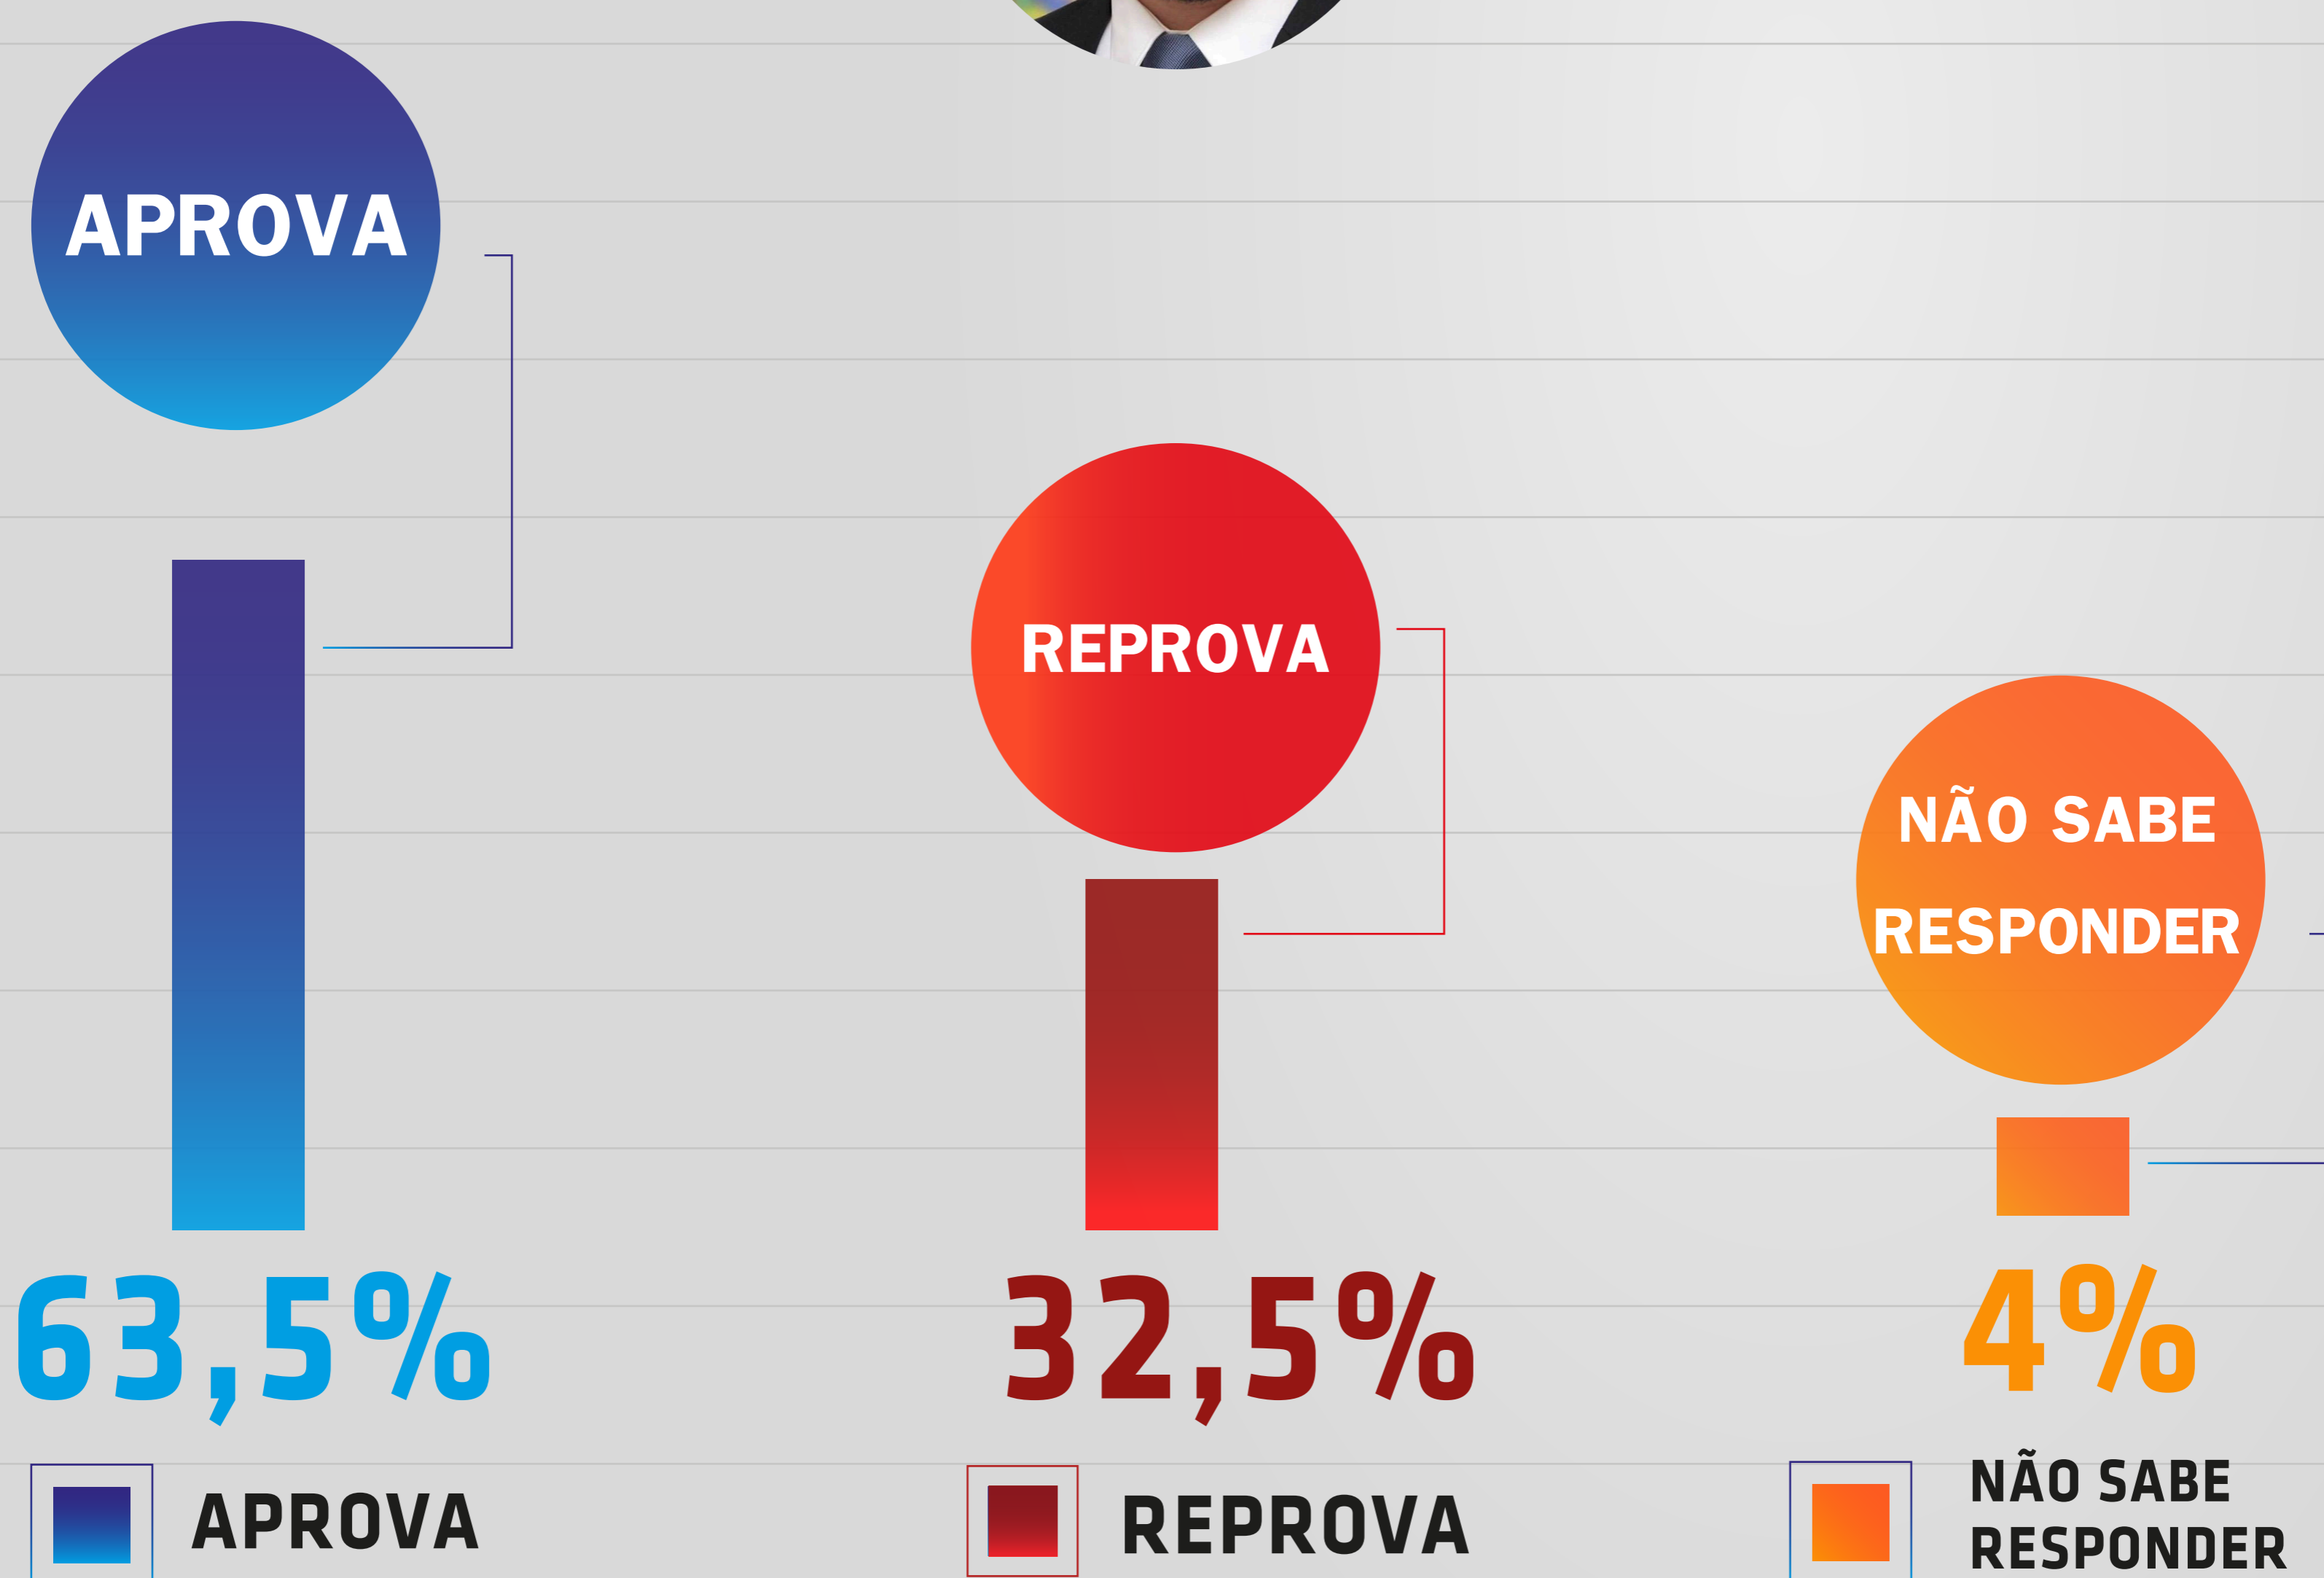 APROVA
REPROVA
NÃO SABE
RESPONDER
63,5%
32,5%
4%
APROVA
REPROVA
NÃO SABE
RESPONDER